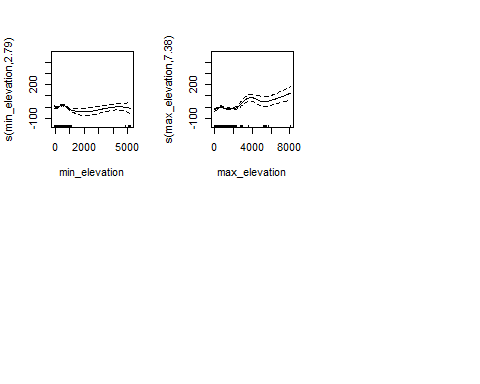 s(min_elevation,2.79)
-100
200
0
2000
5000
min_elevation
s(max_elevation,7.38)
-100
200
0
4000
8000
max_elevation